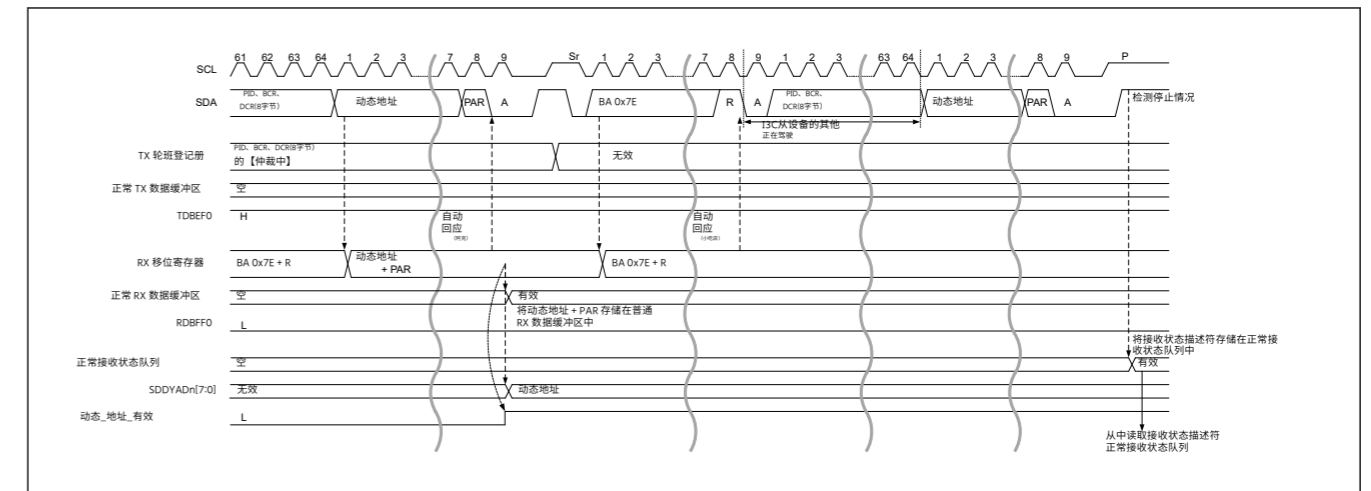 61 62 63 64 1 2 3 7 8 9 Sr 1 2 3 7 8 9 1 2 3 63 64 1 2 3 8 9 P
SCL
SDA
PID、BCR、
DCR(8字节)
动态地址
PAR
A
BA 0x7E
R
A
PID、BCR、
DCR(8字节)
动态地址
PAR
A
检测停止情况
I3C从设备的其他
正在驾驶
TX 轮班登记册
PID、BCR、DCR(8字节)
的【仲裁中】
无效
正常 TX 数据缓冲区
空
TDBEF0
H
自动
回应
自动
回应
RX 移位寄存器
BA 0x7E + R
动态地址
+ PAR
BA 0x7E + R
正常 RX 数据缓冲区
空
有效
将动态地址 + PAR 存储在普通
RX 数据缓冲区中
RDBFF0
L
将接收状态描述符存储在正常接
收状态队列中
正常接收状态队列
空
有效
SDDYADn[7:0]
无效
动态地址
动态_地址_有效
L
从中读取接收状态描述符
正常接收状态队列